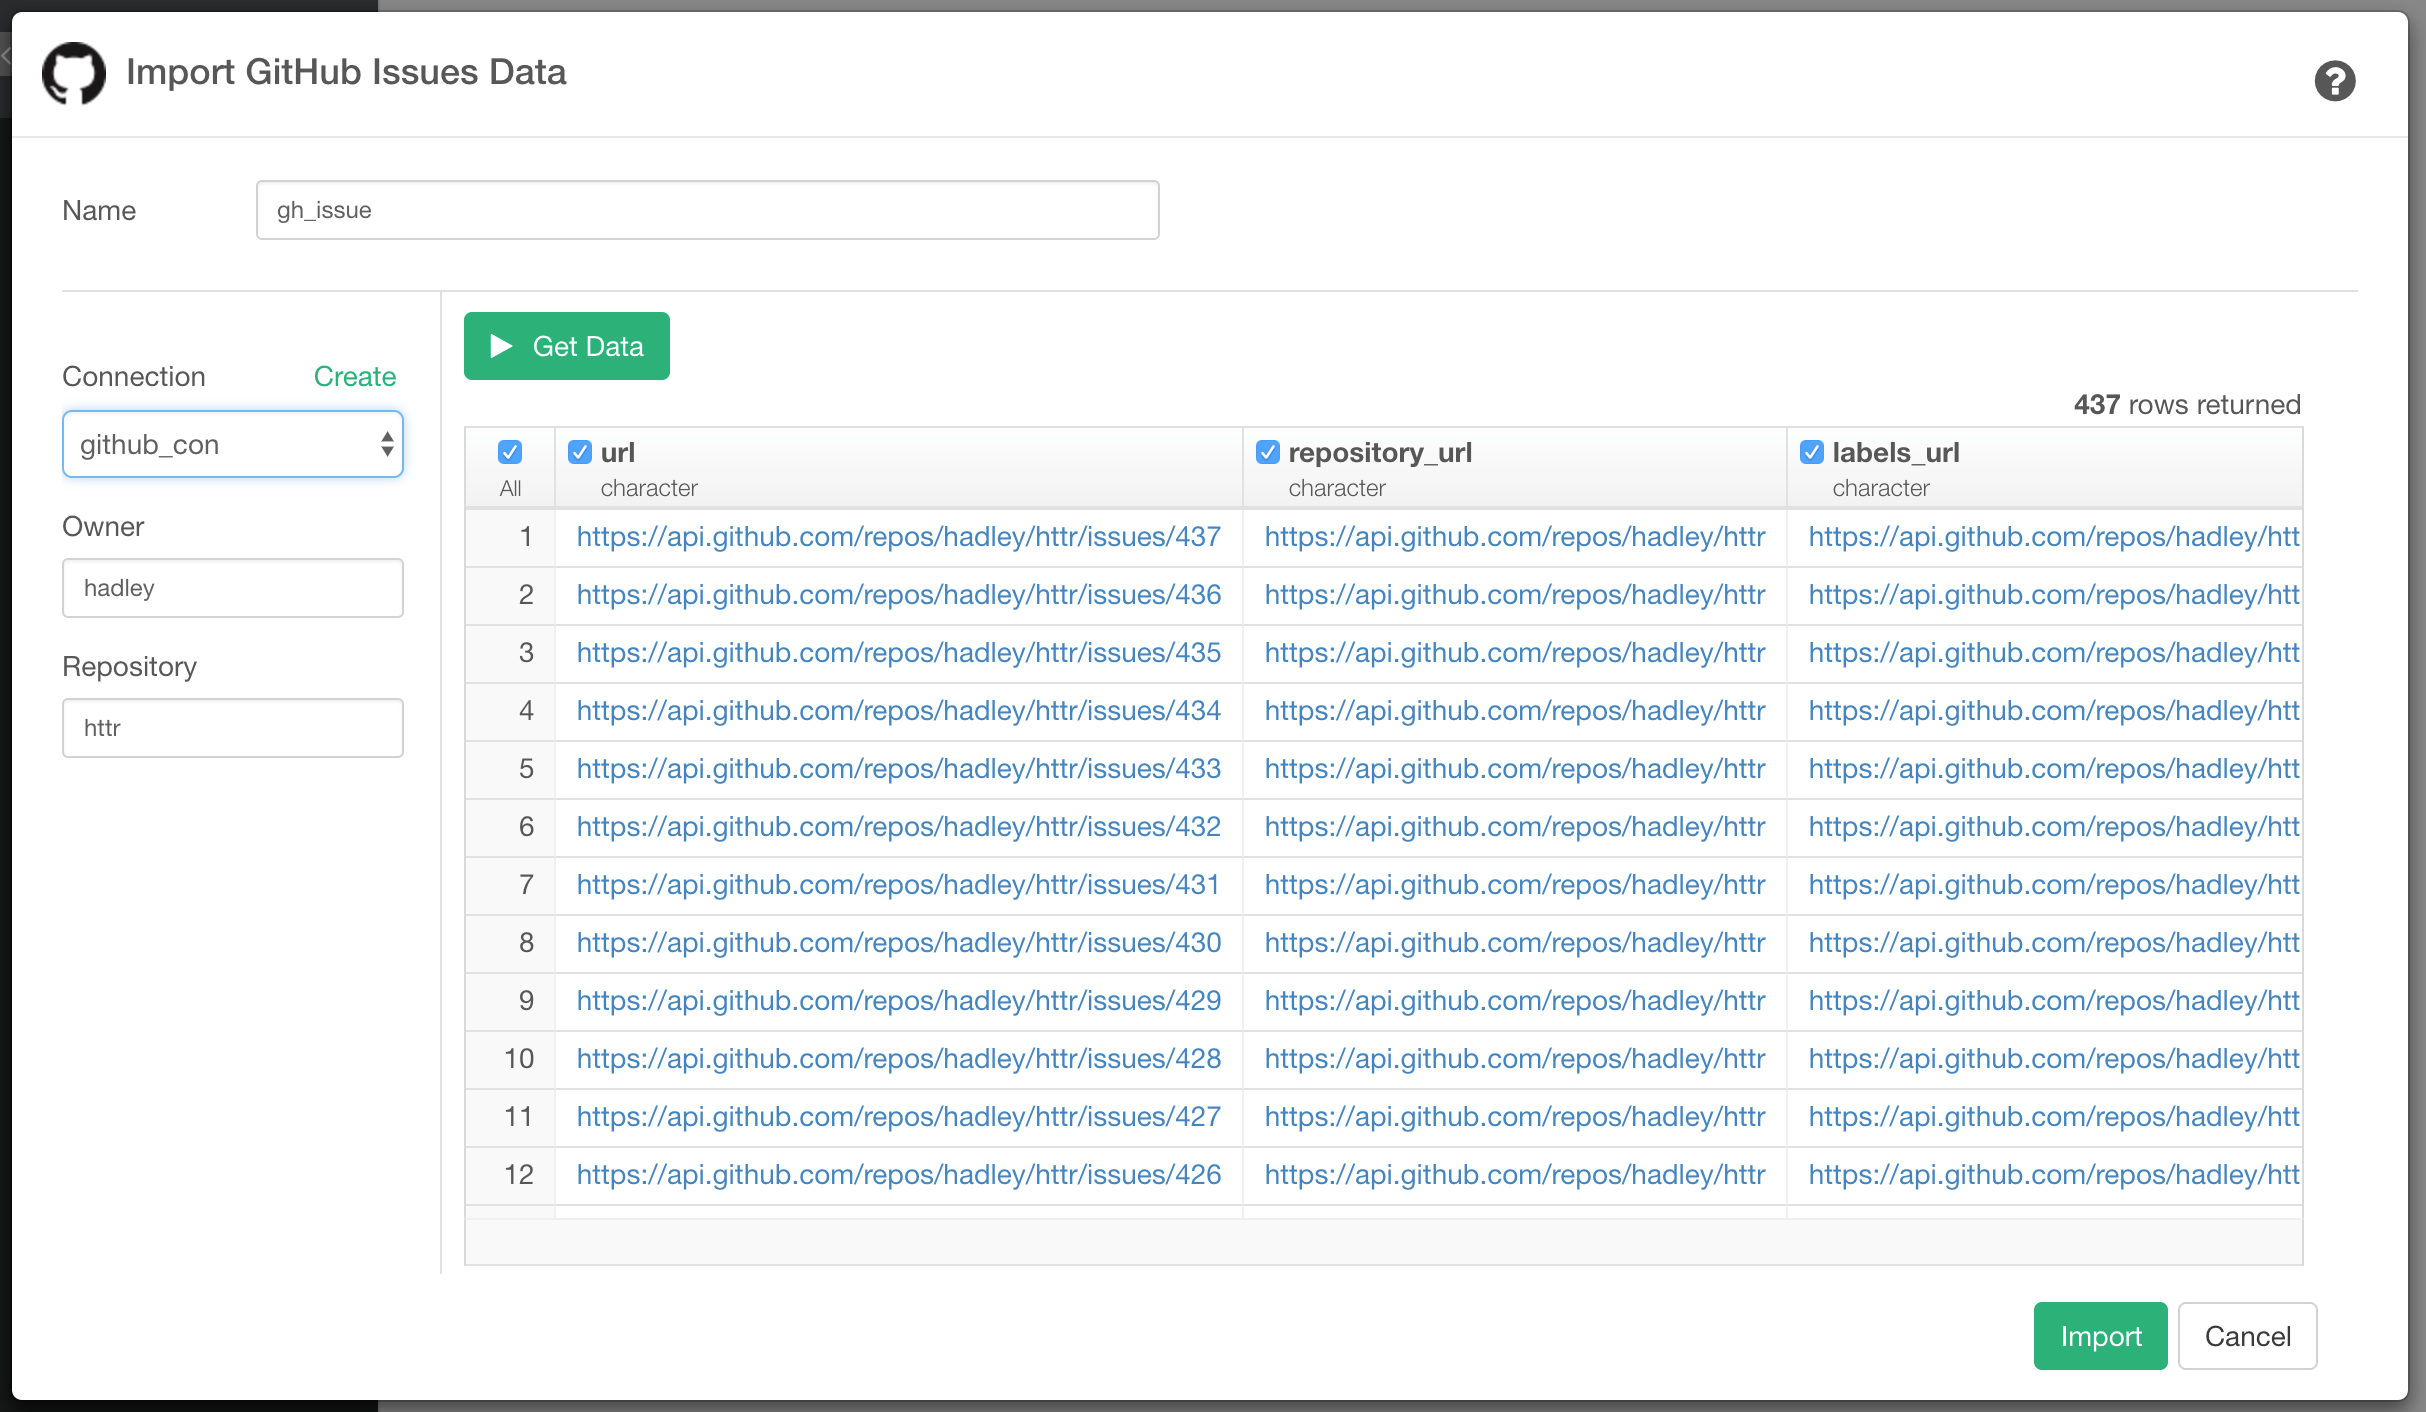 Import GitHub Issues Data
?
Name
gh_issue
Connection Create
github_con
Owner
hadley
Repository
httr
Get Data
437 rows returned
All
url repository_url labels_url
character character character
1 https://api.github.com/repos/hadley/httr/issues/437 https://api.github.com/repos/hadley/httr https://api.github.com/repos/hadley/htt
2 https://api.github.com/repos/hadley/httr/issues/436 https://api.github.com/repos/hadley/httr https://api.github.com/repos/hadley/htt
3 https://api.github.com/repos/hadley/httr/issues/435 https://api.github.com/repos/hadley/httr https://api.github.com/repos/hadley/htt
4 https://api.github.com/repos/hadley/httr/issues/434 https://api.github.com/repos/hadley/httr https://api.github.com/repos/hadley/htt
5 https://api.github.com/repos/hadley/httr/issues/433 https://api.github.com/repos/hadley/httr https://api.github.com/repos/hadley/htt
6 https://api.github.com/repos/hadley/httr/issues/432 https://api.github.com/repos/hadley/httr https://api.github.com/repos/hadley/htt
7 https://api.github.com/repos/hadley/httr/issues/431 https://api.github.com/repos/hadley/httr https://api.github.com/repos/hadley/htt
8 https://api.github.com/repos/hadley/httr/issues/430 https://api.github.com/repos/hadley/httr https://api.github.com/repos/hadley/htt
9 https://api.github.com/repos/hadley/httr/issues/429 https://api.github.com/repos/hadley/httr https://api.github.com/repos/hadley/htt
10 https://api.github.com/repos/hadley/httr/issues/428 https://api.github.com/repos/hadley/httr https://api.github.com/repos/hadley/htt
11 https://api.github.com/repos/hadley/httr/issues/427 https://api.github.com/repos/hadley/httr https://api.github.com/repos/hadley/htt
12 https://api.github.com/repos/hadley/httr/issues/426 https://api.github.com/repos/hadley/httr https://api.github.com/repos/hadley/htt
Import Cancel